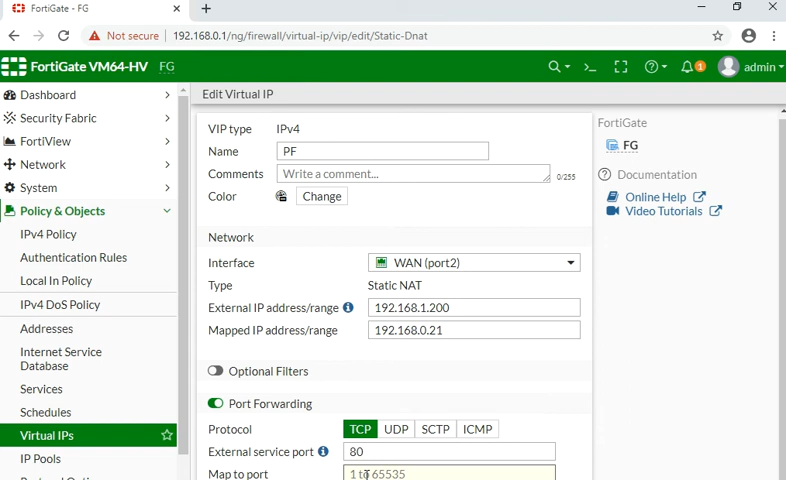 FortiGate - FG
Not secure | 192.168.0.1/ng/firewall/virtual-ip/vip/edit/Static-Dnat
FortiGate VM64-HV FG
1 admin
Dashboard
Security Fabric
FortiView
Network
System
Policy & Objects
IPv4 Policy
Authentication Rules
Local In Policy
IPv4 DoS Policy
Addresses
Internet Service
Database
Services
Schedules
Virtual IPs
IP Pools
Edit Virtual IP
VIP type IPv4
Name PF
Comments Write a comment... 0/255
Color Change
Network
Interface WAN (port2)
Type Static NAT
External IP address/range 192.168.1.200
Mapped IP address/range 192.168.0.21
Optional Filters
Port Forwarding
Protocol TCP UDP SCTP ICMP
External service port 80
Map to port 1 to 65535
FortiGate
FG
Documentation
Online Help
Video Tutorials